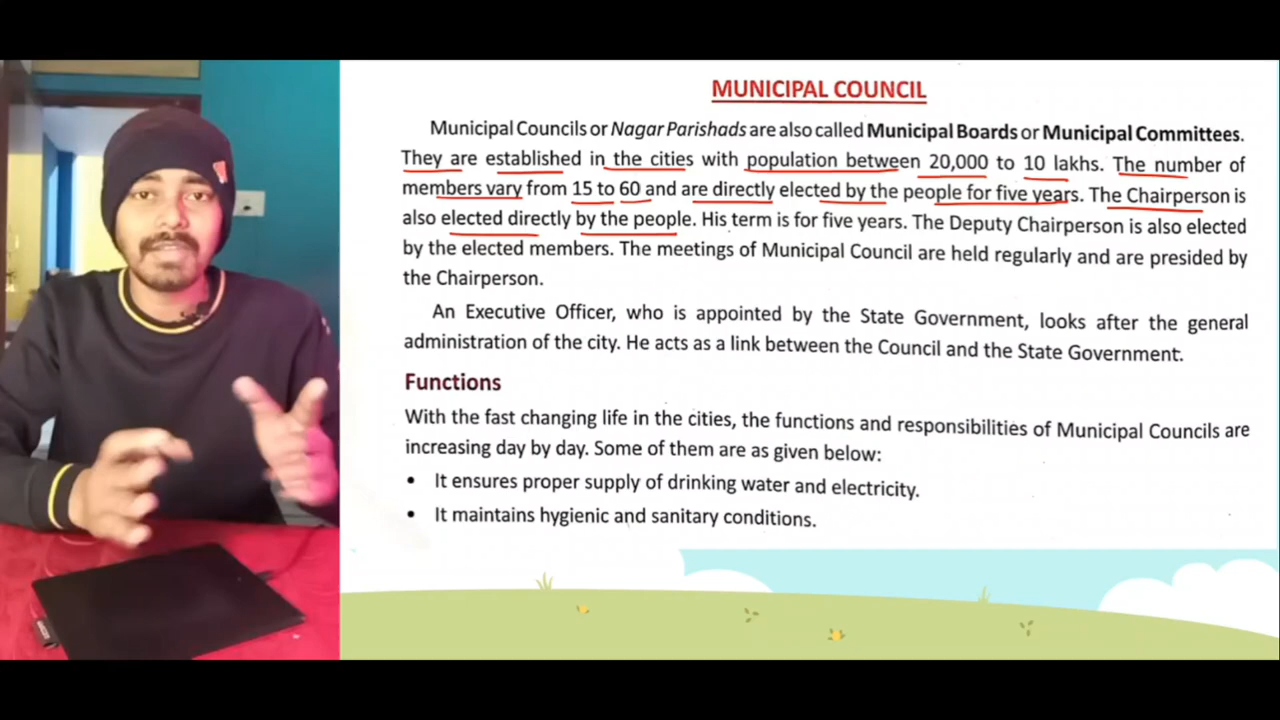 MUNICIPAL COUNCIL
Municipal Councils or Nagar Parishads are also called Municipal Boards or Municipal Committees.
They are established in the cities with population between 20,000 to 10 lakhs. The number of
members vary from 15 to 60 and are directly elected by the people for five years. The Chairperson is
also elected directly by the people. His term is for five years. The Deputy Chairperson is also elected
by the elected members. The meetings of Municipal Council are held regularly and are presided by
the Chairperson.
An Executive Officer, who is appointed by the State Government, looks after the general
administration of the city. He acts as a link between the Council and the State Government.
Functions
With the fast changing life in the cities, the functions and responsibilities of Municipal Councils are
increasing day by day. Some of them are as given below:
• It ensures proper supply of drinking water and electricity.
• It maintains hygienic and sanitary conditions.